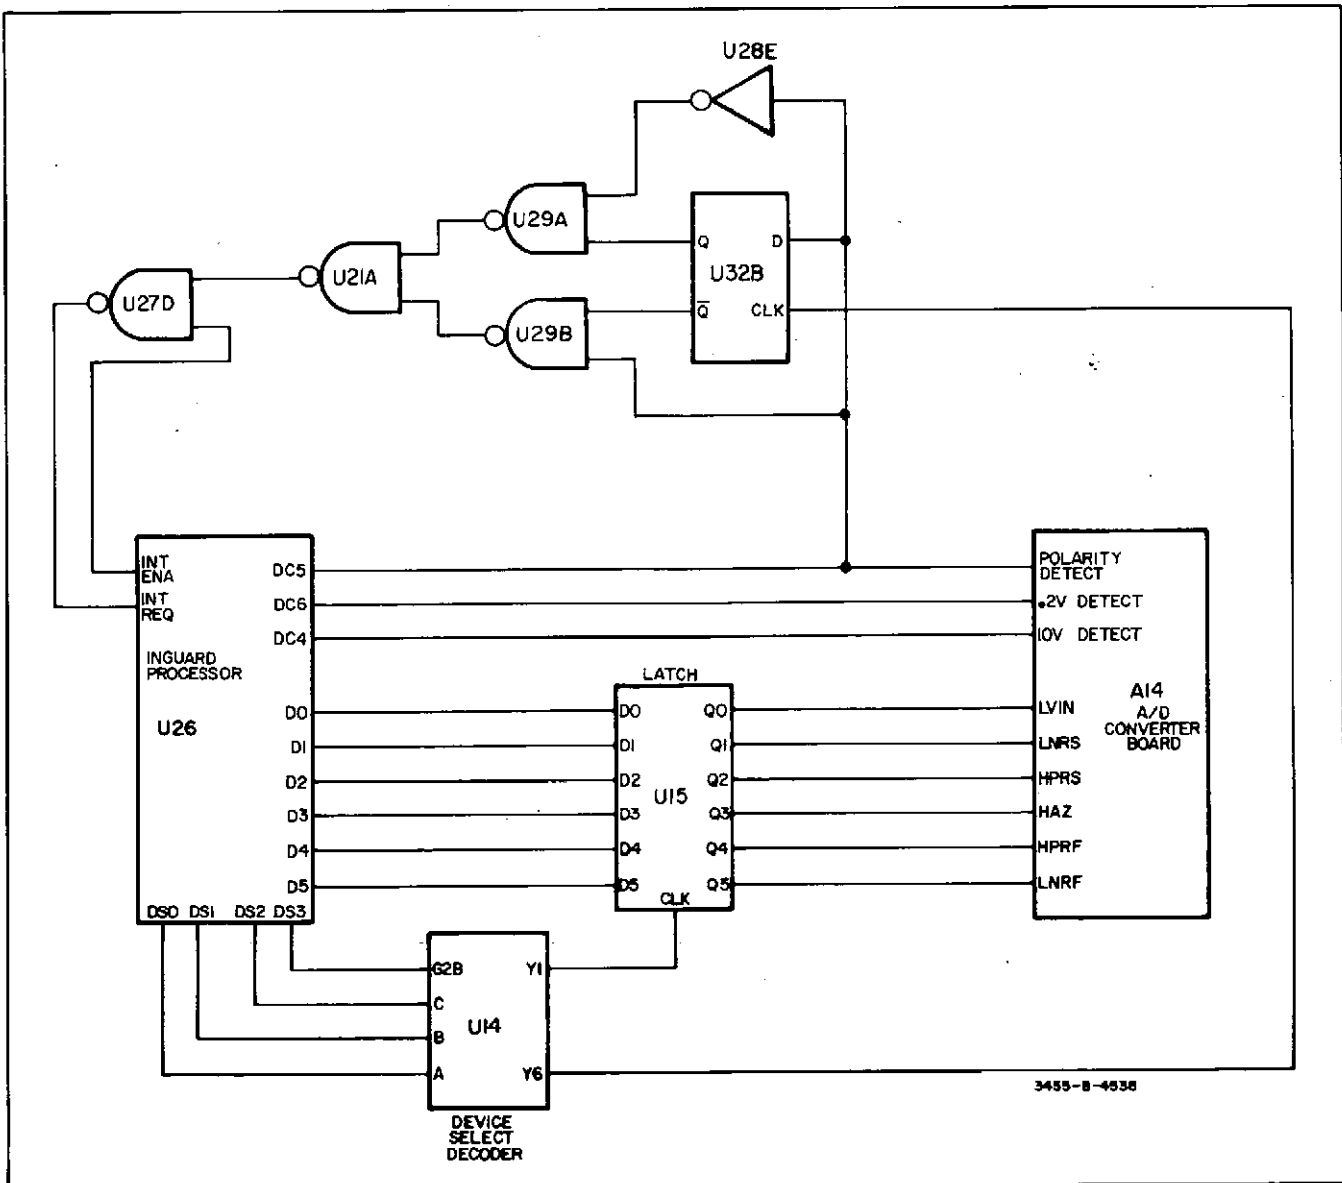 U28E
U29A
Q
D
U32B
U21A
U27D
Q̅
CLK
U29B
INT
ENA
DC5
POLARITY
DETECT
INT
REQ
DC6
.2V DETECT
DC4
10V DETECT
INGUARD
PROCESSOR
U26
LATCH
A14
A/D
CONVERTER
BOARD
D0
D0
Q0
LVIN
D1
D1
Q1
LNRS
D2
D2
Q2
HPRS
U15
D3
D3
Q3
HAZ
D4
D4
Q4
HPRF
D5
D5
Q5
LNRF
CLK
DS0 DS1 DS2 DS3
G2B
Y1
C
U14
B
A
Y6
3455-B-4538
DEVICE
SELECT
DECODER